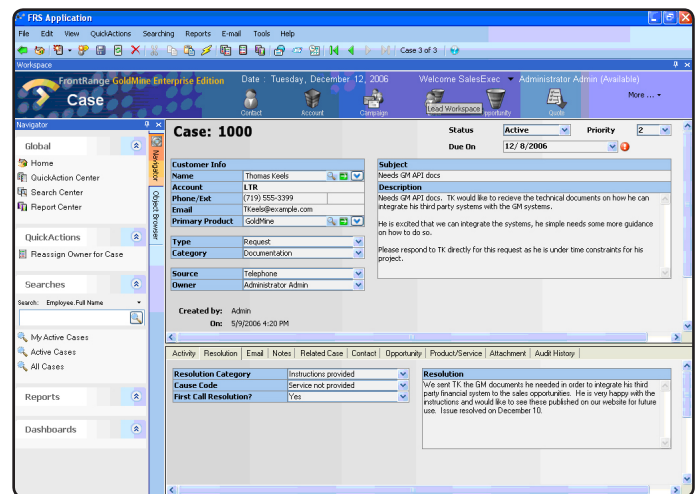 FRS Application
File Edit View QuickActions Searching Reports E-mail Tools Help
Case 3 of 3
Workspace
FrontRange GoldMine Enterprise Edition Date : Tuesday, December 12, 2006 Welcome SalesExec Administrator Admin (Available)
Case
Contact Account Campaign Lead Workspace Quote More ...
Navigator
Global
Home
QuickAction Center
Search Center
Report Center
QuickActions
Reassign Owner for Case
Searches
Search: Employee.Full Name
My Active Cases
Active Cases
All Cases
Reports
Dashboards
Navigator
Object Browser
Case: 1000
Status Active Priority 2
Due On 12/ 8/2006
Customer Info
Name Thomas Keels
Account LTR
Phone/Ext (719) 555-3399
Email TKeels@example.com
Primary Product GoldMine
Type Request
Category Documentation
Source Telephone
Owner Administrator Admin
Created by: Admin
On: 5/9/2006 4:20 PM
Subject
Needs GM API docs
Description
Needs GM API docs. TK would like to recieve the technical documents on how he can
integrate his third party systems with the GM systems.
He is excited that we can integrate the systems, he simple needs some more guidance
on how to do so.
Please respond to TK directly for this request as he is under time constraints for his
project.
Activity Resolution Email Notes Related Case Contact Opportunity Product/Service Attachment Audit History
Resolution Category Instructions provided
Cause Code Service not provided
First Call Resolution? Yes
Resolution
We sent TK the GM documents he needed in order to integrate his third
party financial system to the sales opportunities. He is very happy with the
instructions and would like to see these published on our website for future
use. Issue resolved on December 10.